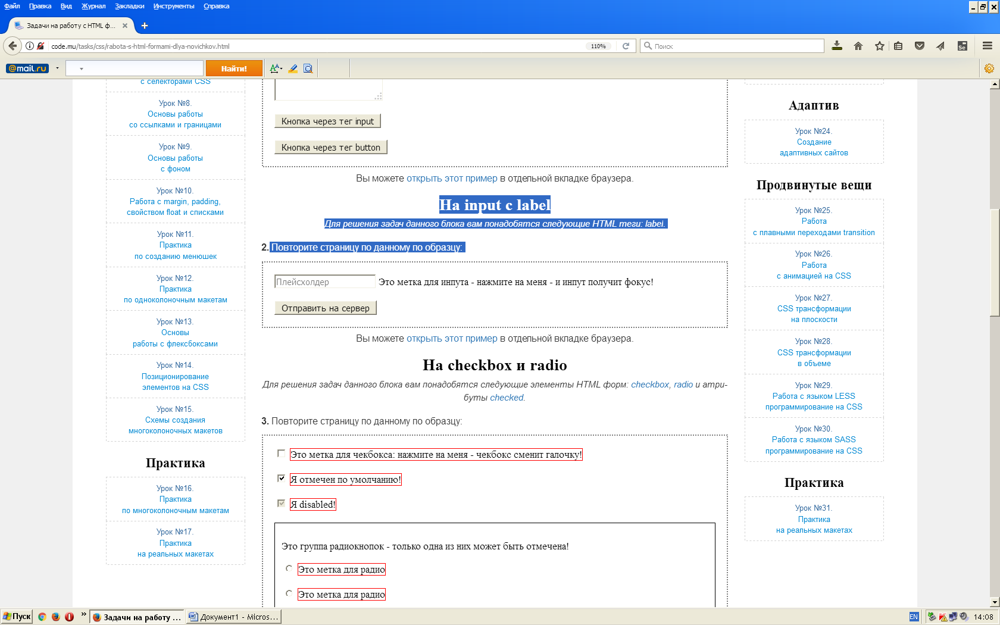 Файл Правка Вид Журнал Закладки Инструменты Справка
Задачи на работу с HTML ф...
code.mu/tasks/css/rabota-s-html-formami-dlya-novichkov.html
110%
Поиск
Se
@mail.ru
Найти!
с селекторами CSS
Урок №8.
Основы работы
со ссылками и границами
Урок №9.
Основы работы
с фоном
Урок №10.
Работа с margin, padding,
свойством float и списками
Урок №11.
Практика
по созданию менюшек
Урок №12.
Практика
по одноколоночным макетам
Урок №13.
Основы
работы с флексбоксами
Урок №14.
Позиционирование
элементов на CSS
Урок №15.
Схемы создания
многоколоночных макетов
Практика
Урок №16.
Практика
по многоколоночным макетам
Урок №17.
Практика
на реальных макетах
Кнопка через тег input
Кнопка через тег button
Вы можете открыть этот пример в отдельной вкладке браузера.
На input с label
Для решения задач данного блока вам понадобятся следующие HTML теги: label.
2. Повторите страницу по данному по образцу:
Плейсхолдер Это метка для инпута - нажмите на меня - и инпут получит фокус!
Отправить на сервер
Вы можете открыть этот пример в отдельной вкладке браузера.
На checkbox и radio
Для решения задач данного блока вам понадобятся следующие элементы HTML форм: checkbox, radio и атри-
буты checked.
3. Повторите страницу по данному по образцу:
Это метка для чекбокса: нажмите на меня - чекбокс сменит галочку!
Я отмечен по умолчанию!
Я disabled!
Это группа радиокнопок - только одна из них может быть отмечена!
Это метка для радио
Это метка для радио
Адаптив
Урок №24.
Создание
адаптивных сайтов
Продвинутые вещи
Урок №25.
Работа
с плавными переходами transition
Урок №26.
Работа
с анимацией на CSS
Урок №27.
CSS трансформации
на плоскости
Урок №28.
CSS трансформации
в объеме
Урок №29.
Работа с языком LESS
программирование на CSS
Урок №30.
Работа с языком SASS
программирование на CSS
Практика
Урок №31.
Практика
на реальных макетах
Пуск
Задачи на работу ...
Документ1 - Micros...
EN
14:08